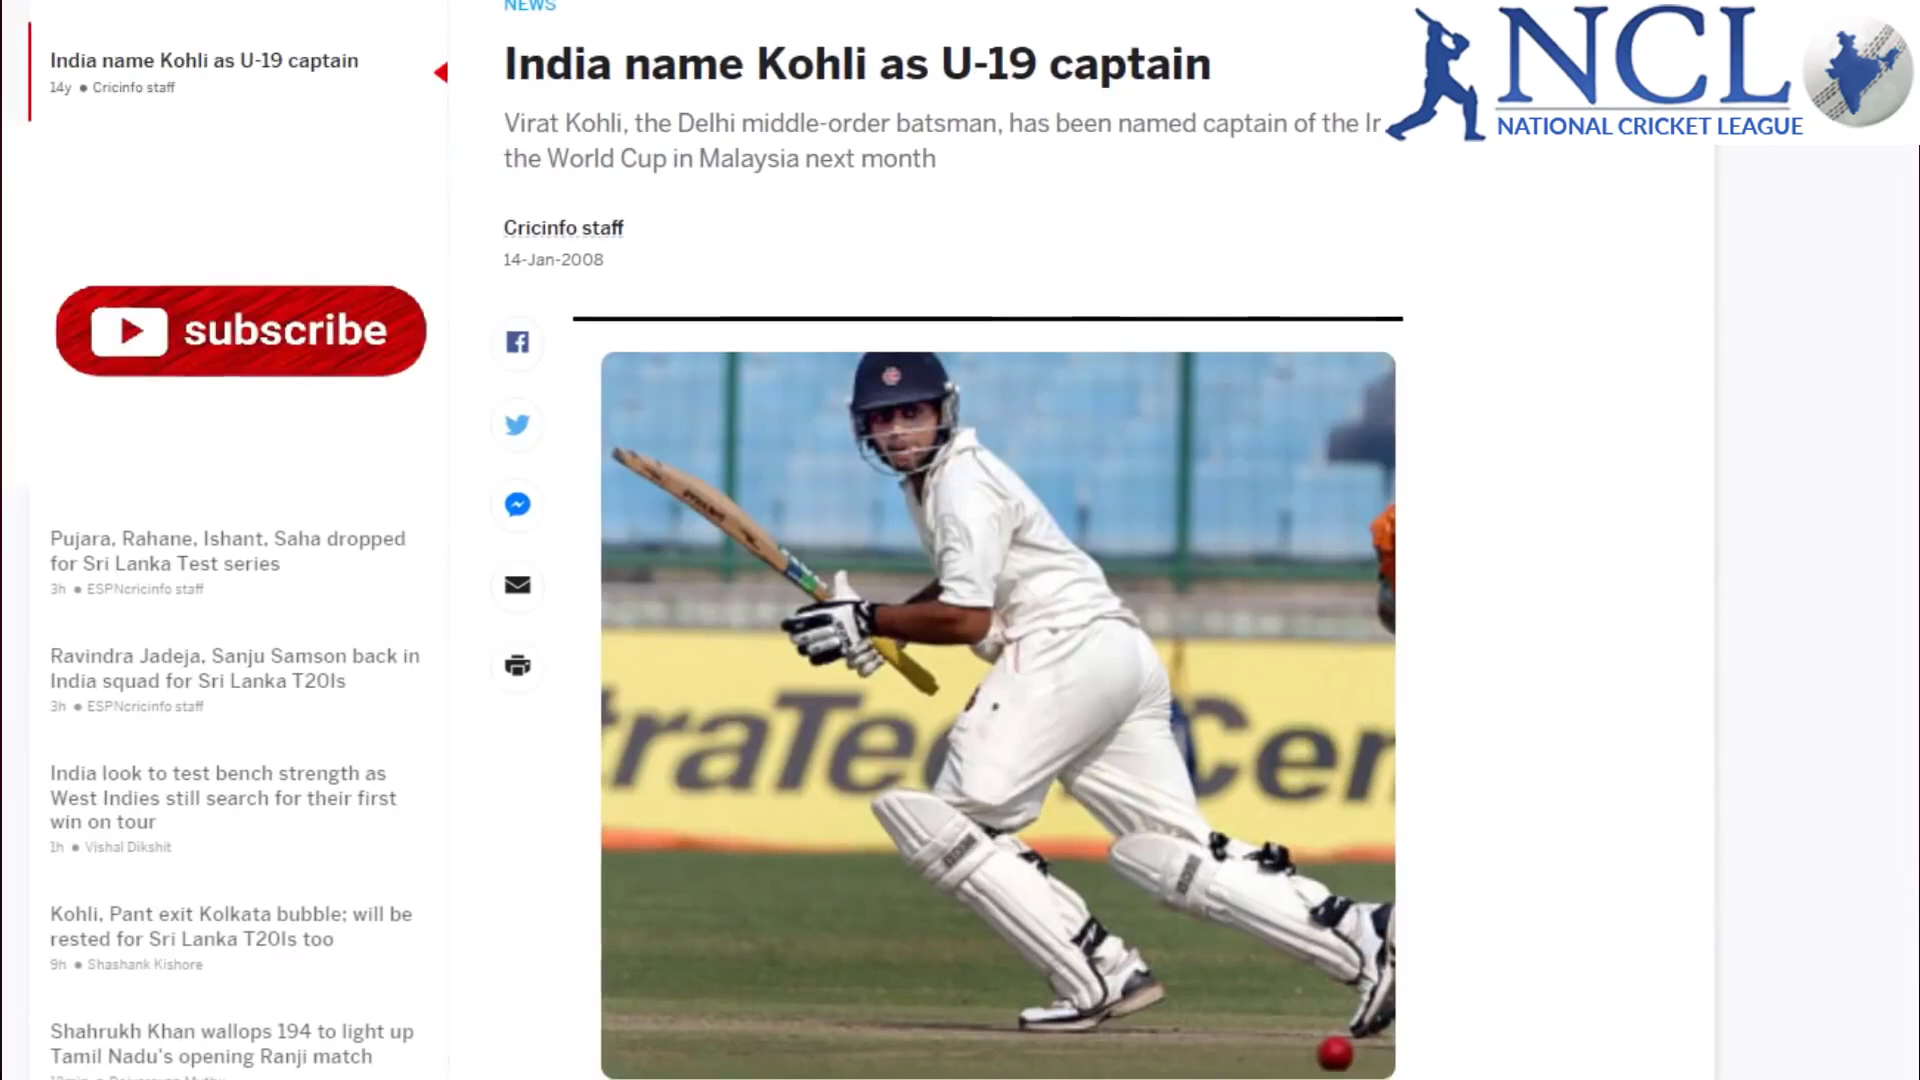 India name Kohli as U-19 captain
14y ● Cricinfo staff
subscribe
Pujara, Rahane, Ishant, Saha dropped
for Sri Lanka Test series
3h ● ESPNcricinfo staff
Ravindra Jadeja, Sanju Samson back in
India squad for Sri Lanka T20Is
3h ● ESPNcricinfo staff
India look to test bench strength as
West Indies still search for their first
win on tour
1h ● Vishal Dikshit
Kohli, Pant exit Kolkata bubble; will be
rested for Sri Lanka T20Is too
9h ● Shashank Kishore
Shahrukh Khan wallops 194 to light up
Tamil Nadu's opening Ranji match
NEWS
India name Kohli as U-19 captain
Virat Kohli, the Delhi middle-order batsman, has been named captain of the
the World Cup in Malaysia next month
Cricinfo staff
14-Jan-2008
NCL
NATIONAL CRICKET LEAGUE